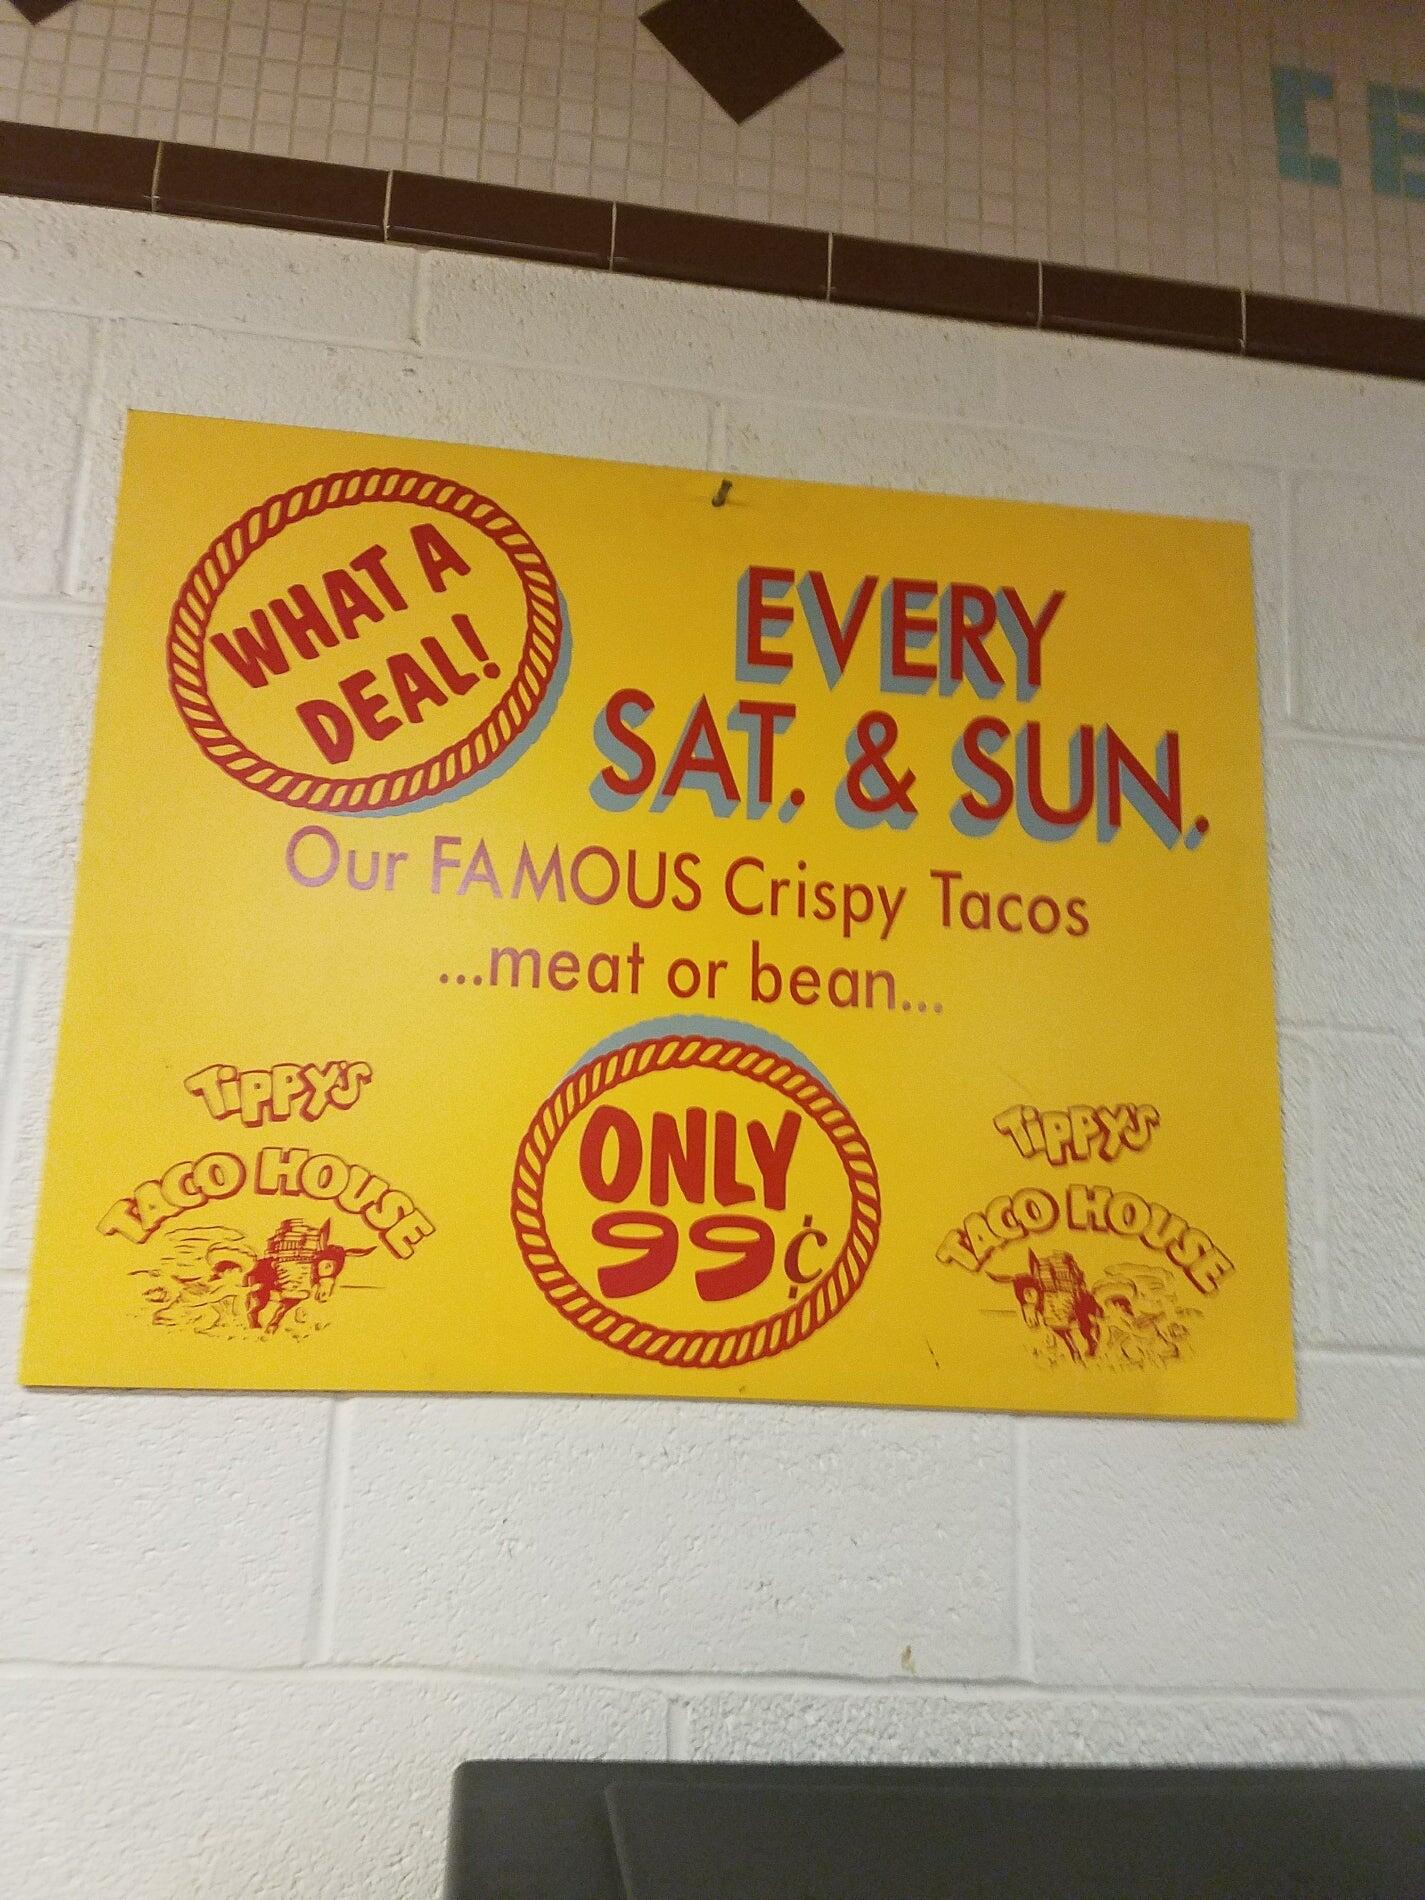 WHAT A
DEAL!
EVERY
SAT. & SUN.
Our FAMOUS Crispy Tacos
...meat or bean...
TIPPY'S
TACO HOUSE
ONLY
99¢
TIPPY'S
TACO HOUSE